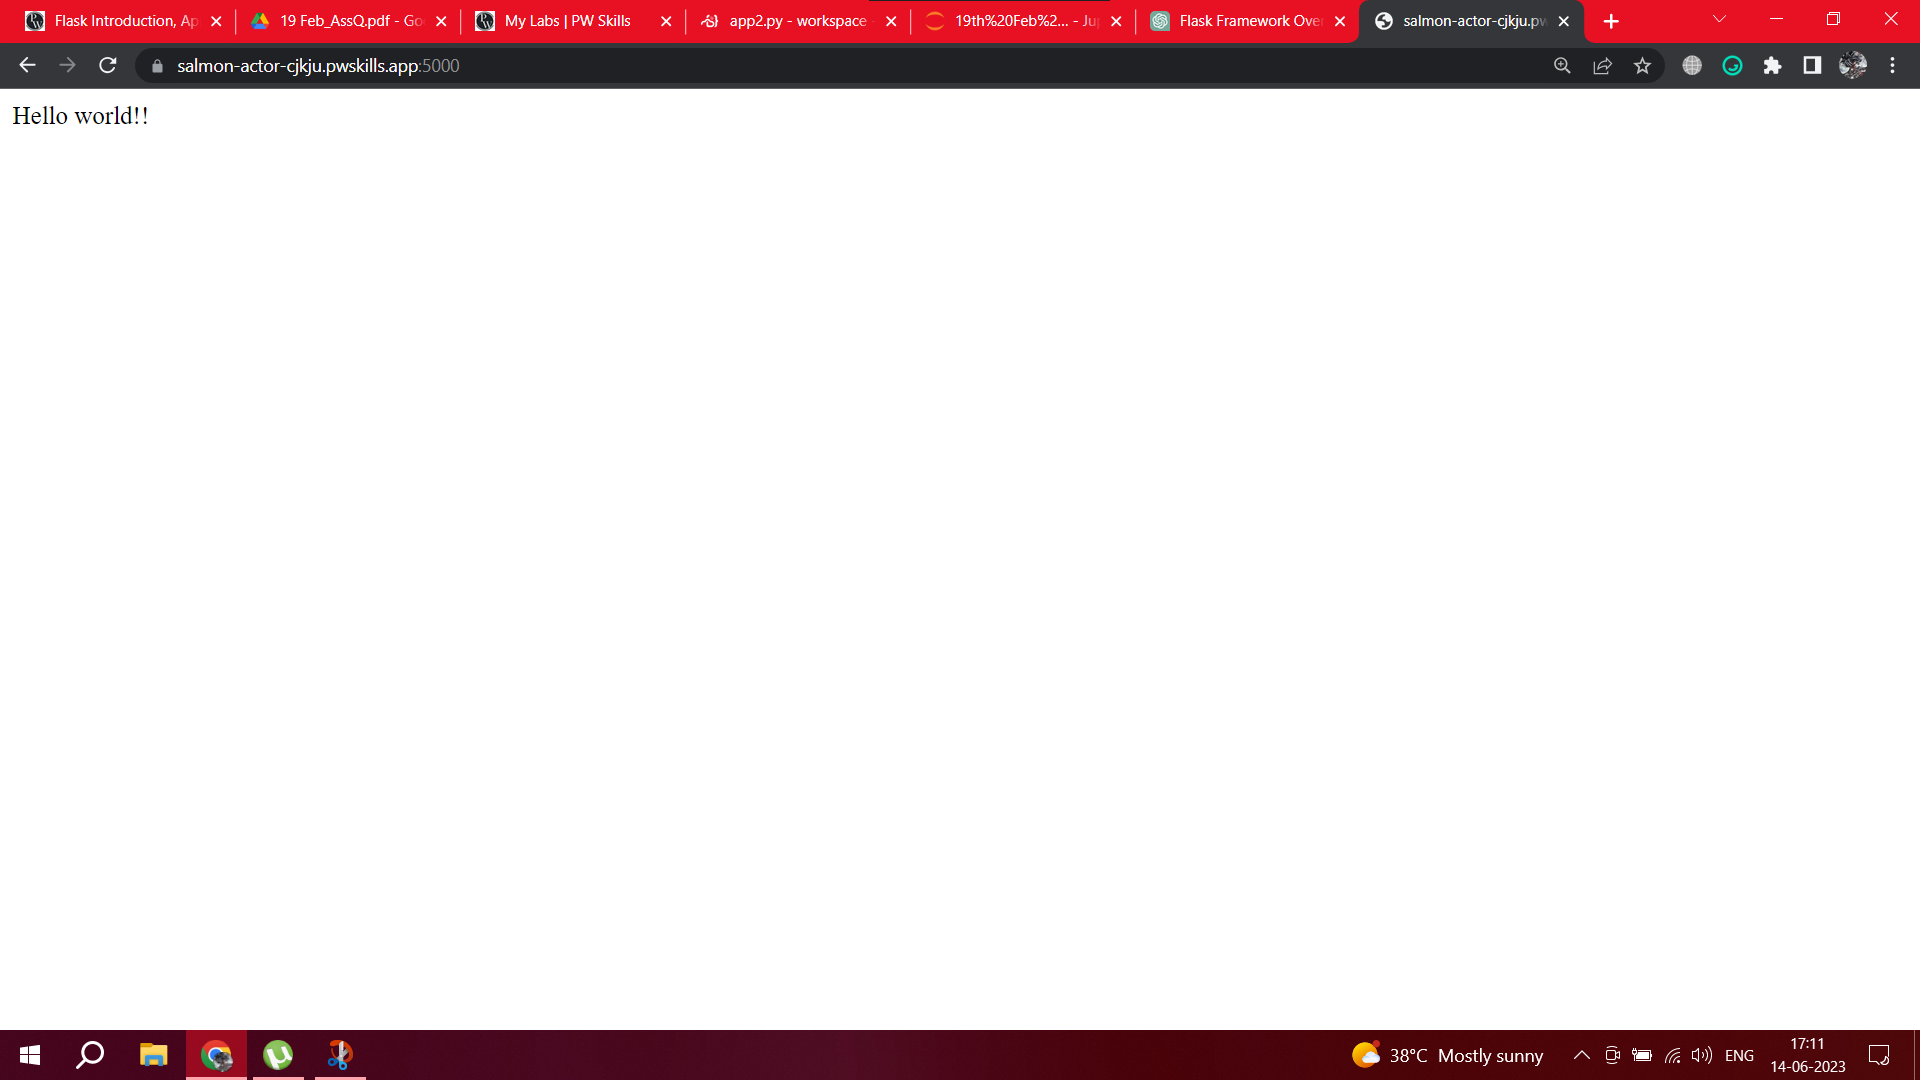 Flask Introduction, Ap
19 Feb_AssQ.pdf - Go
My Labs | PW Skills
app2.py - workspace -
19th%20Feb%2... - Jup
Flask Framework Over
salmon-actor-cjkju.pw
salmon-actor-cjkju.pwskills.app:5000
Hello world!!
38°C Mostly sunny
ENG
17:11
14-06-2023